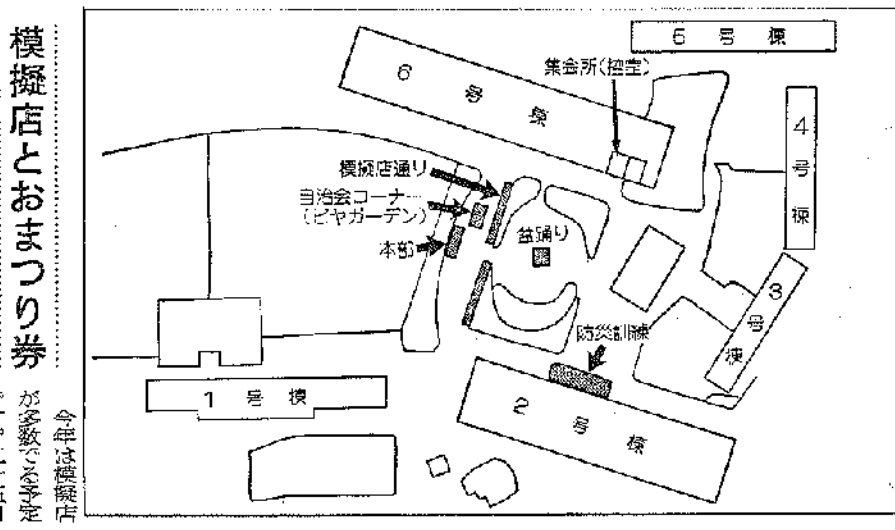 模擬店とおまつり券
今年は模擬店
が多数でる予定
5号棟
集会所(控室)
6号棟
4号棟
模擬店通り
自治会コーナー
(ビヤガーデン)
盆踊り
本部
3号棟
防災訓練
1号棟
2号棟